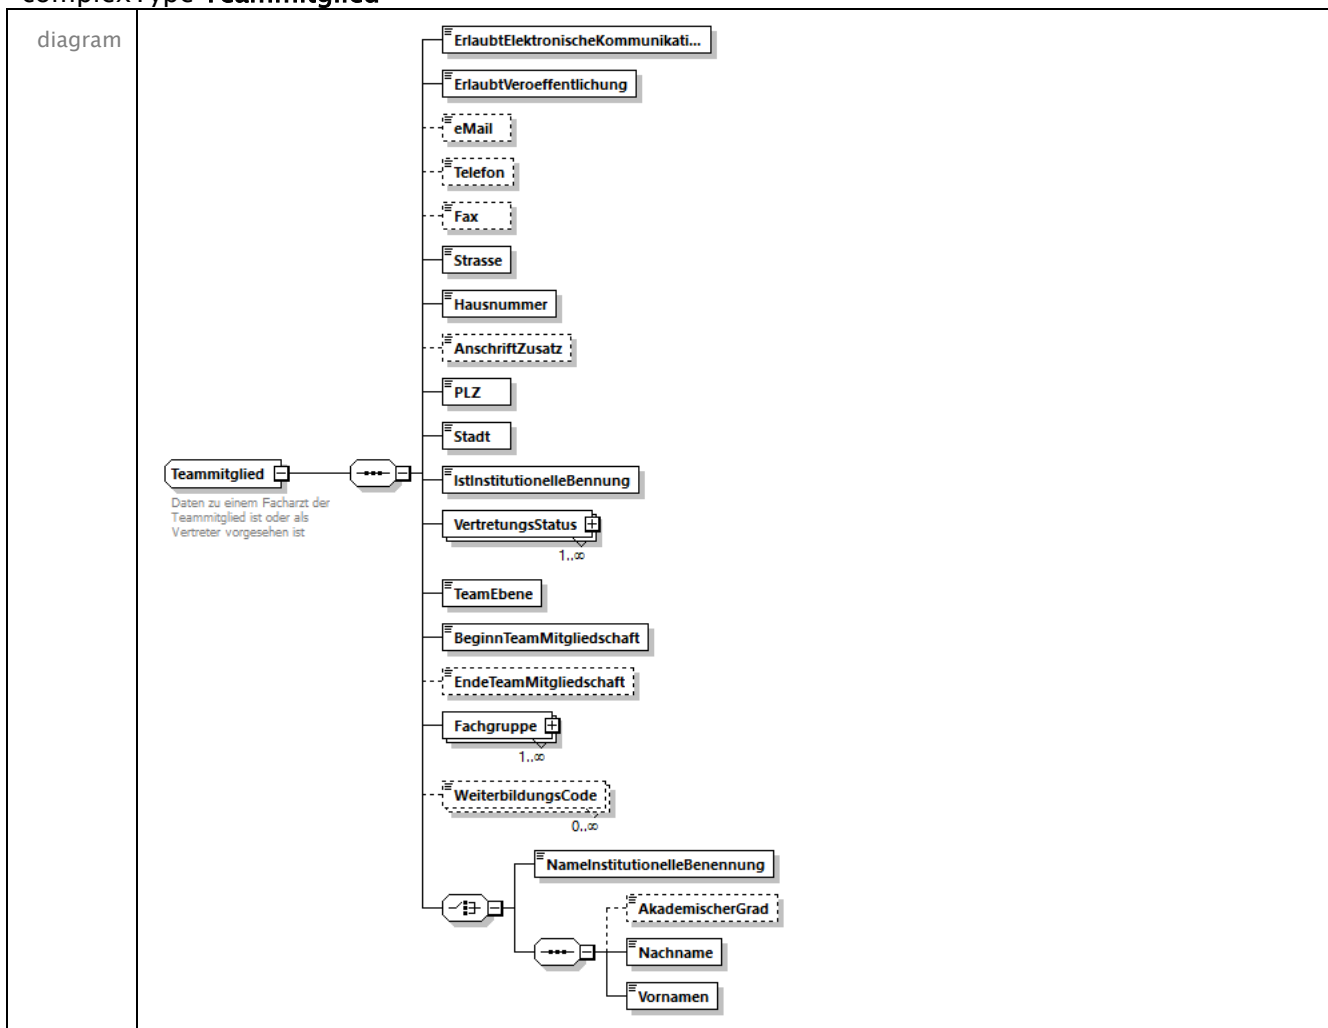 complexType Teammitglied
diagram
ErlaubtElektronischeKommunikati...
ErlaubtVeroeffentlichung
eMail
Telefon
Fax
Strasse
Hausnummer
AnschriftZusatz
PLZ
Stadt
Teammitglied
Daten zu einem Facharzt der
Teammitglied ist oder als
Vertreter vorgesehen ist
IstInstitutionelleBennung
VertretungsStatus
1..∞
TeamEbene
BeginnTeamMitgliedschaft
EndeTeamMitgliedschaft
Fachgruppe
1..∞
WeiterbildungsCode
0..∞
NameInstitutionelleBenennung
AkademischerGrad
Nachname
Vornamen